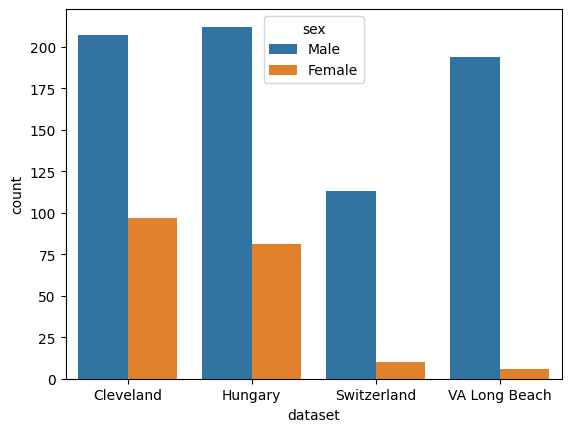 sex
Male
Female
200
175
150
125
100
75
50
25
0
count
Cleveland Hungary Switzerland VA Long Beach
dataset